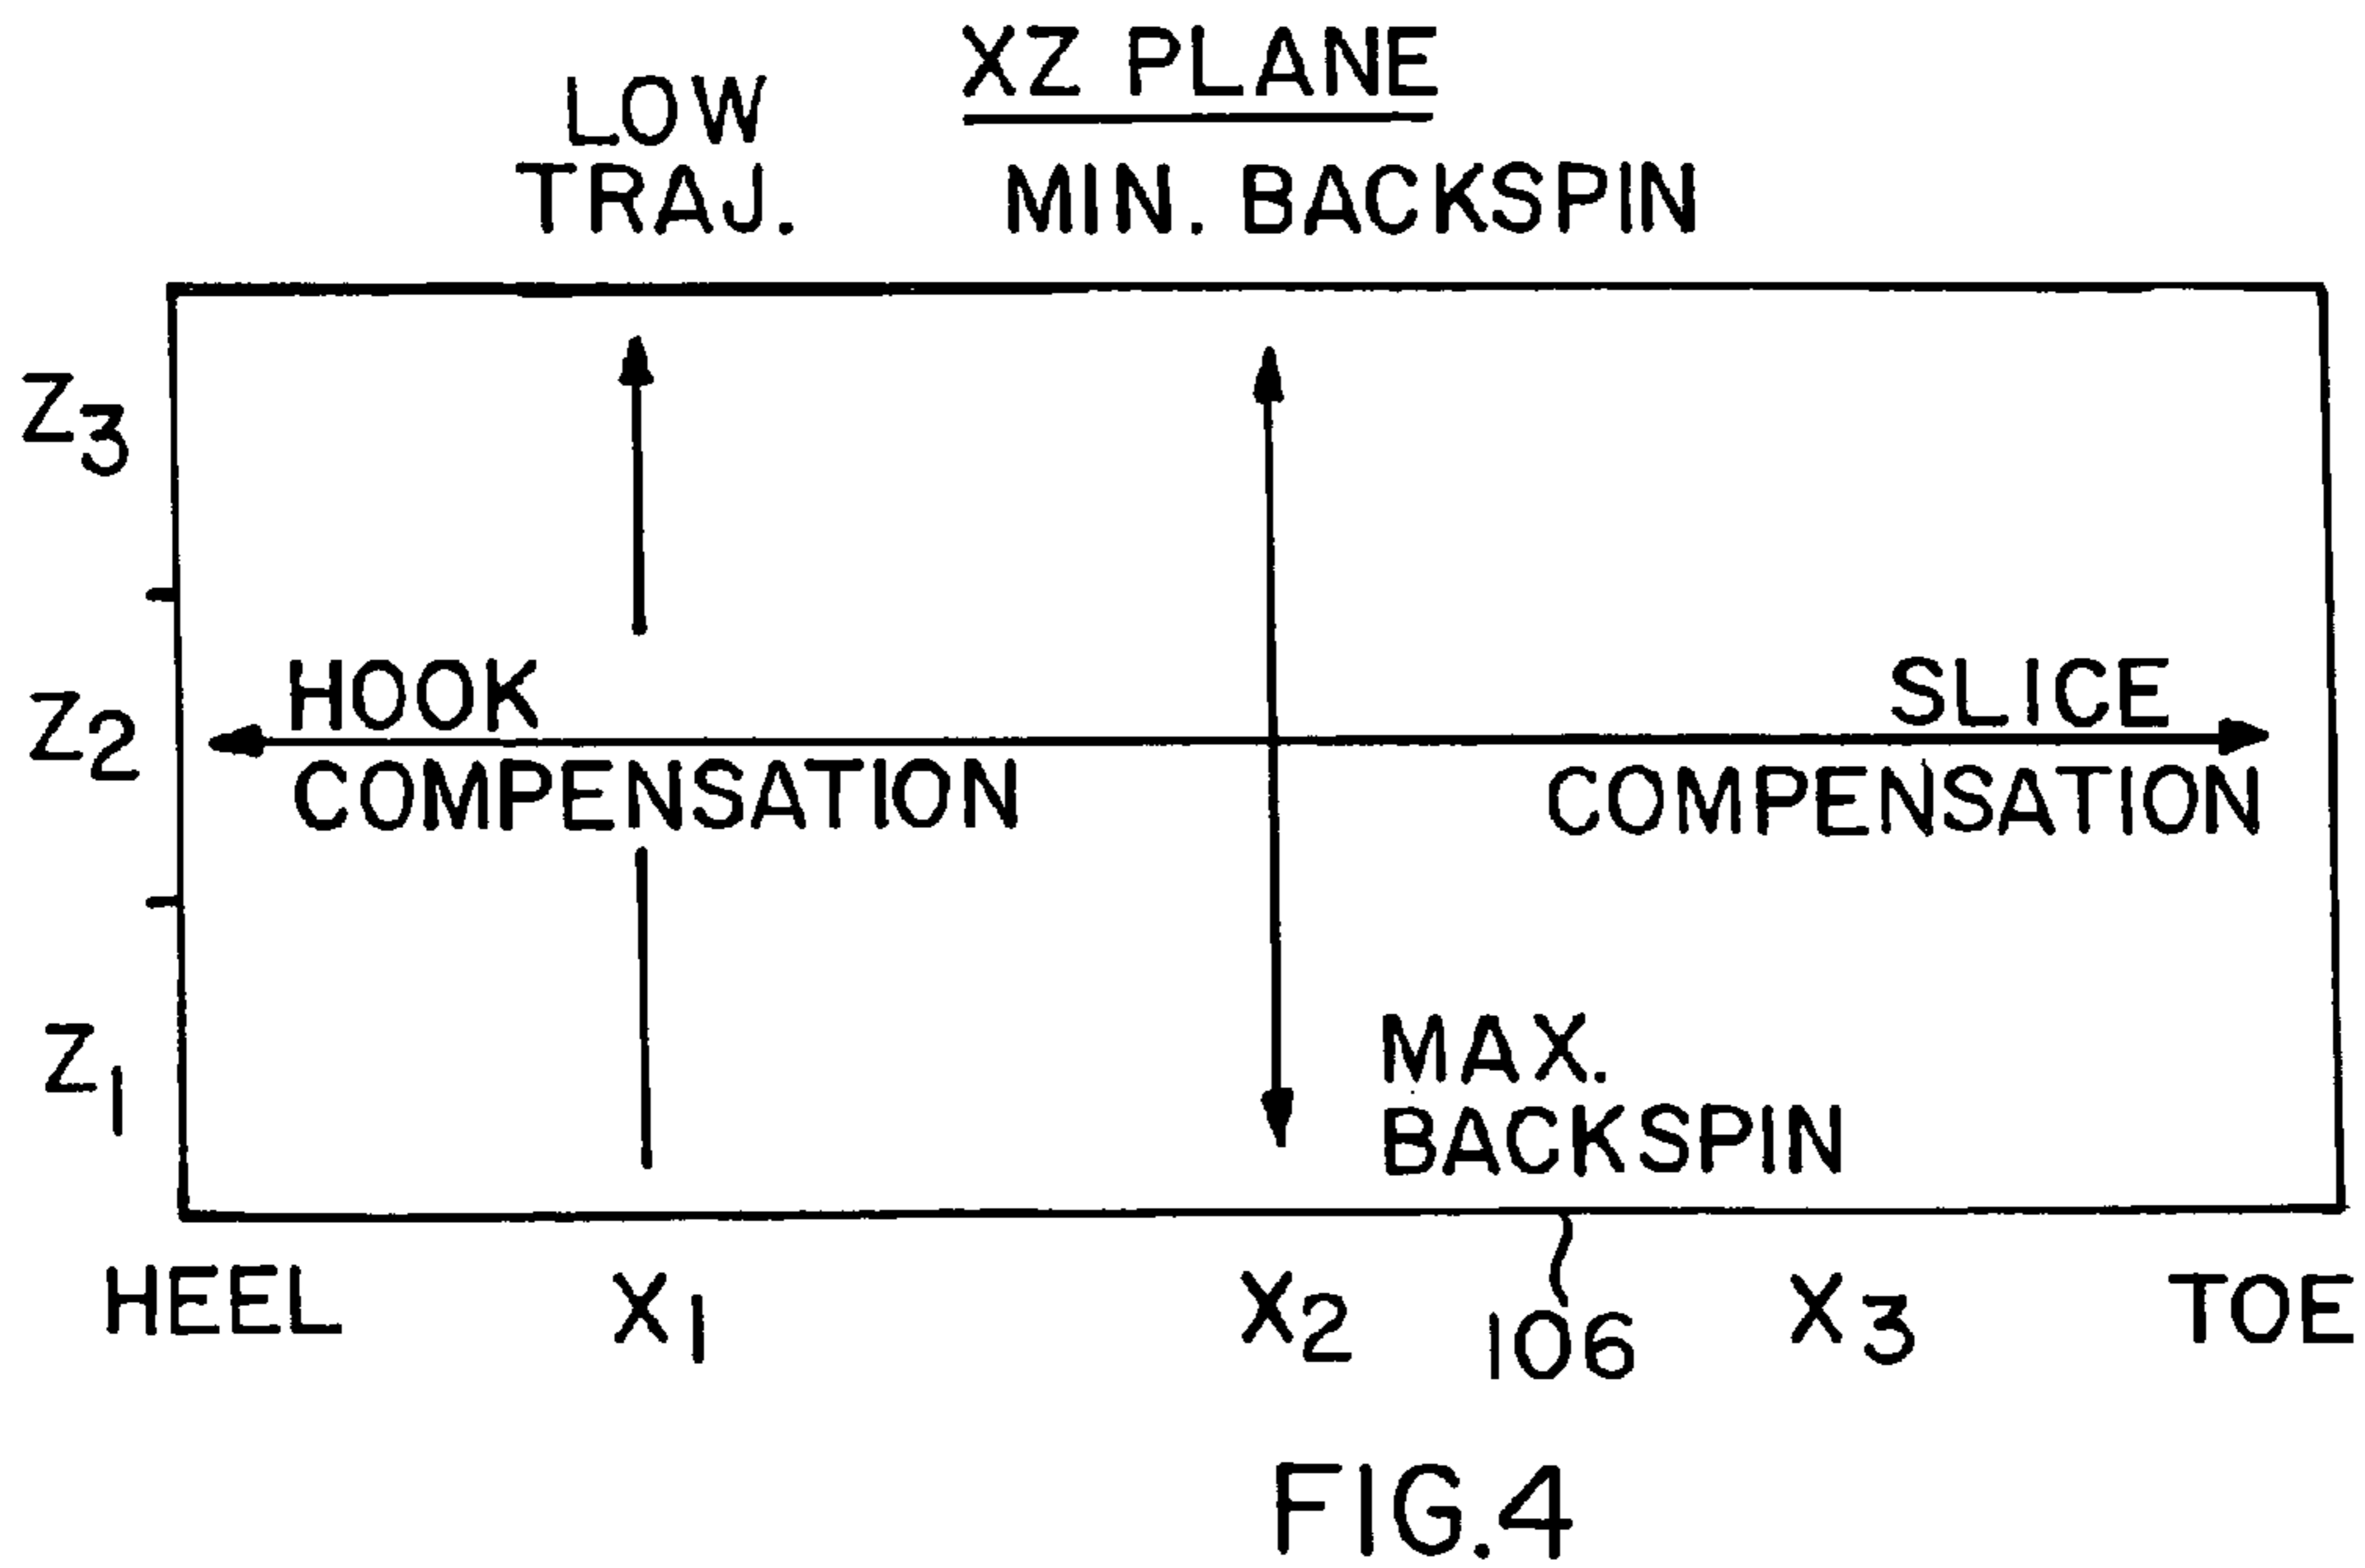 XZ PLANE
LOW
TRAJ.
MIN. BACKSPIN
Z3
HOOK
COMPENSATION
SLICE
COMPENSATION
Z2
Z1
MAX.
BACKSPIN
HEEL
X1
X2
106
X3
TOE
FIG.4